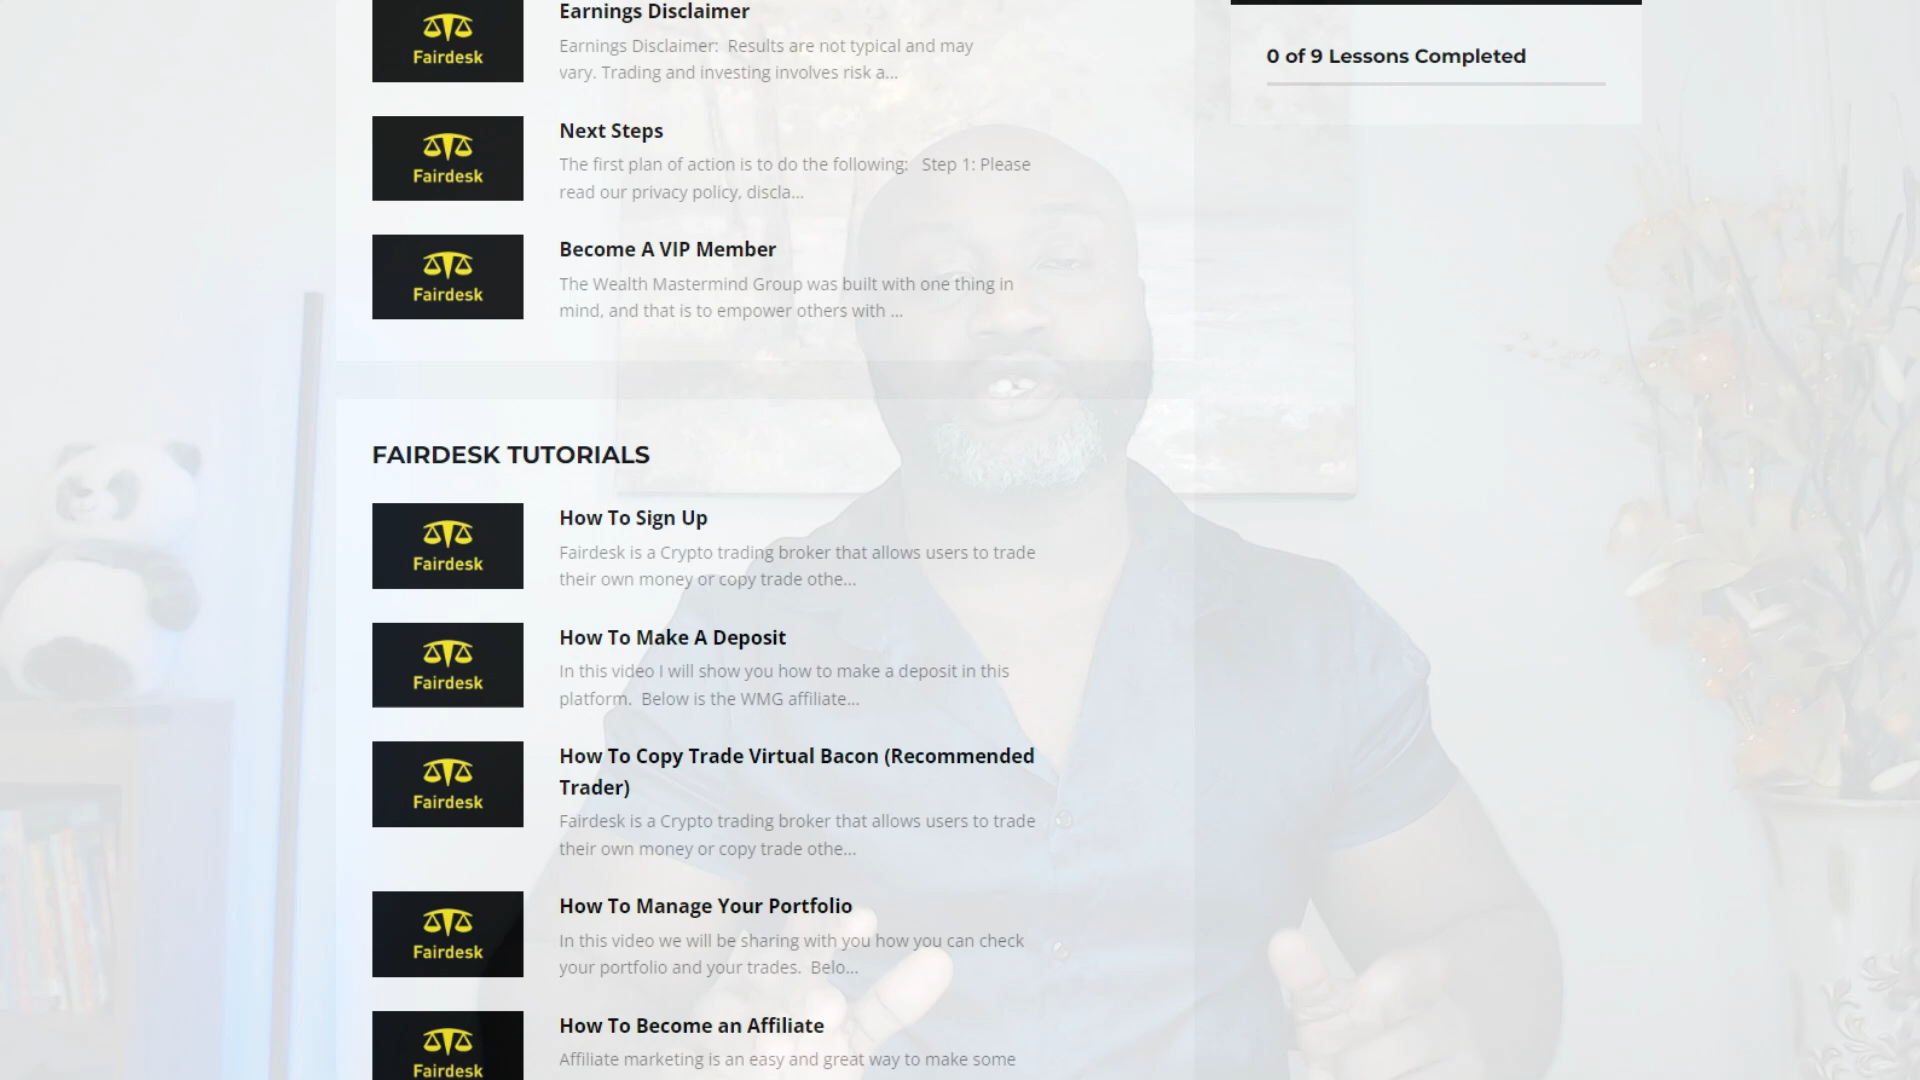 Fairdesk
Earnings Disclaimer
Earnings Disclaimer:  Results are not typical and may
vary. Trading and investing involves risk a...
0 of 9 Lessons Completed
Fairdesk
Next Steps
The first plan of action is to do the following:   Step 1: Please
read our privacy policy, discla...
Fairdesk
Become A VIP Member
The Wealth Mastermind Group was built with one thing in
mind, and that is to empower others with ...
FAIRDESK TUTORIALS
Fairdesk
How To Sign Up
Fairdesk is a Crypto trading broker that allows users to trade
their own money or copy trade othe...
Fairdesk
How To Make A Deposit
In this video I will show you how to make a deposit in this
platform.  Below is the WMG affiliate...
Fairdesk
How To Copy Trade Virtual Bacon (Recommended
Trader)
Fairdesk is a Crypto trading broker that allows users to trade
their own money or copy trade othe...
Fairdesk
How To Manage Your Portfolio
In this video we will be sharing with you how you can check
your portfolio and your trades.  Belo...
Fairdesk
How To Become an Affiliate
Affiliate marketing is an easy and great way to make some